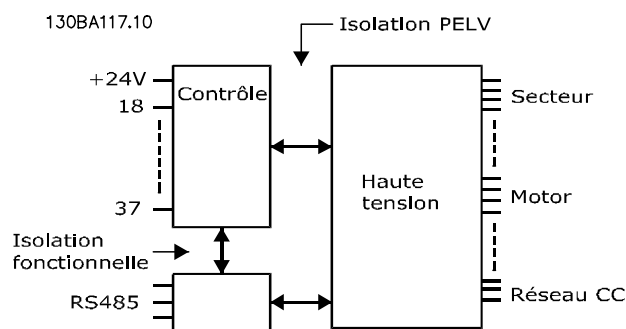 130BA117.10
Isolation PELV
+24V
Contrôle
18
37
Haute
tension
Secteur
Motor
Isolation
fonctionnelle
RS485
Réseau CC